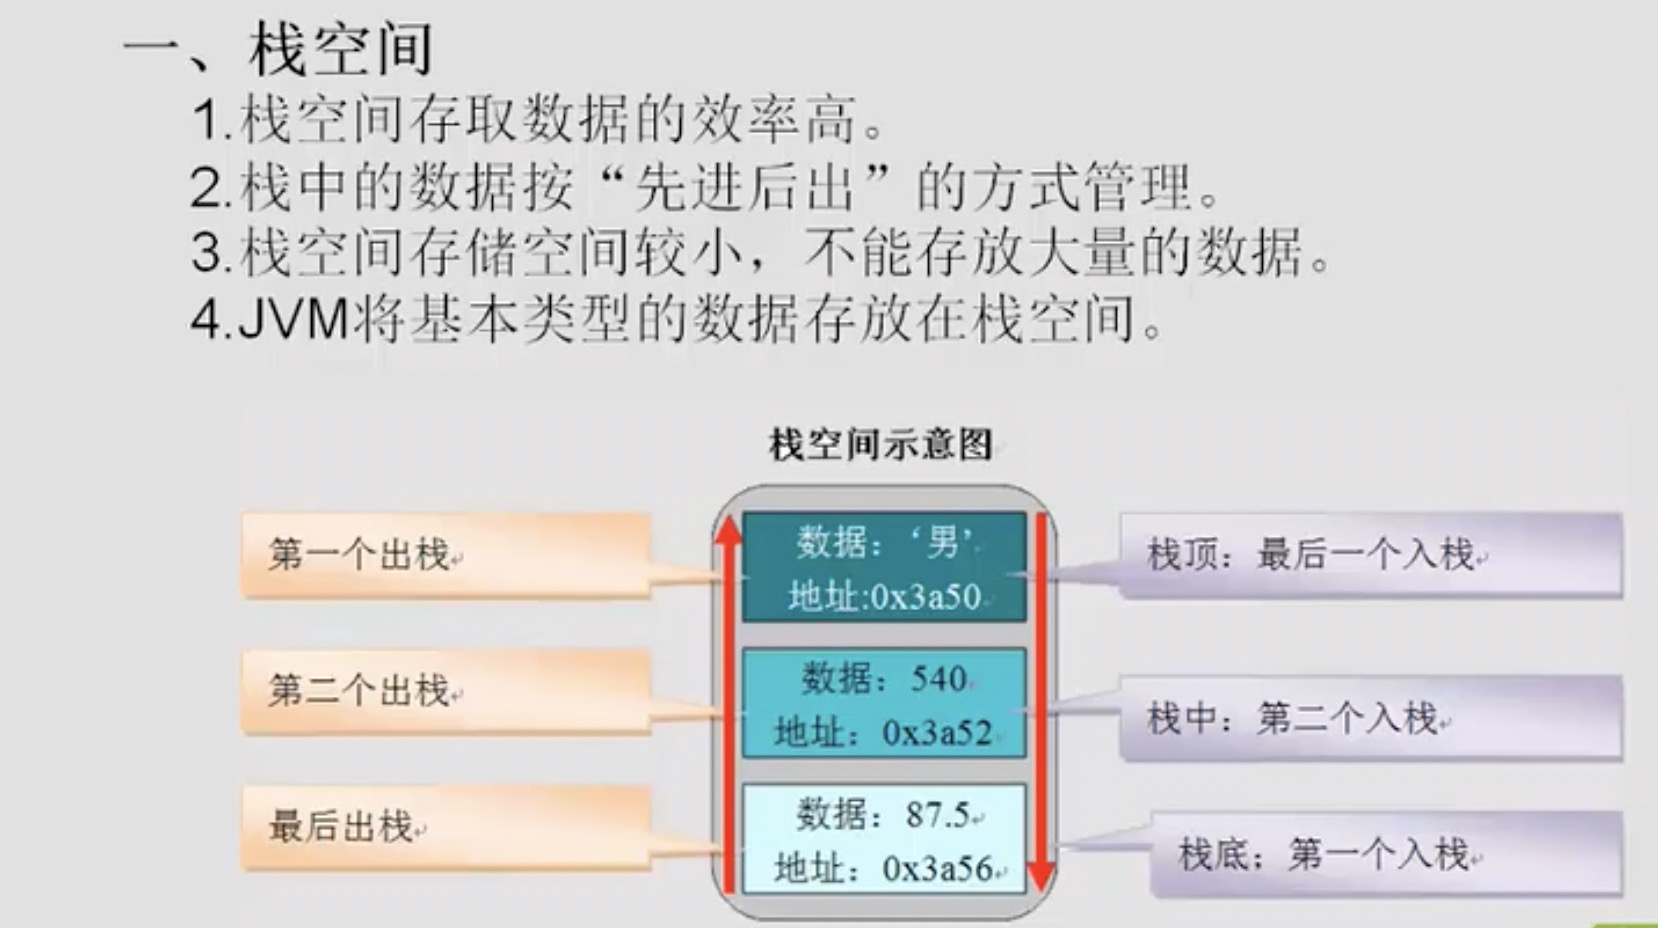 一、栈空间
1.栈空间存取数据的效率高。
2.栈中的数据按“先进后出”的方式管理。
3.栈空间存储空间较小，不能存放大量的数据。
4.JVM将基本类型的数据存放在栈空间。
栈空间示意图
第一个出栈
数据：‘男’
地址:0x3a50
栈顶：最后一个入栈
第二个出栈
数据：540
地址：0x3a52
栈中：第二个入栈
最后出栈
数据：87.5
地址：0x3a56
栈底；第一个入栈